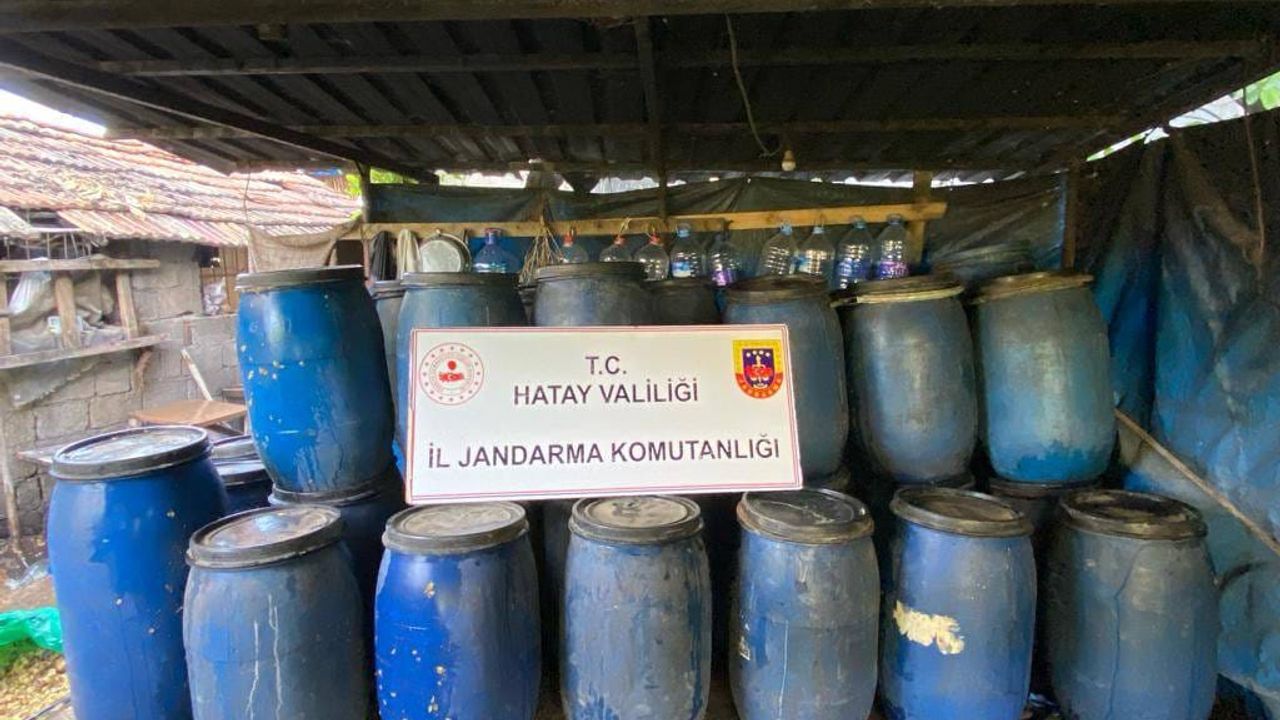 T.C.
HATAY VALİLİĞİ
İL JANDARMA KOMUTANLIĞI